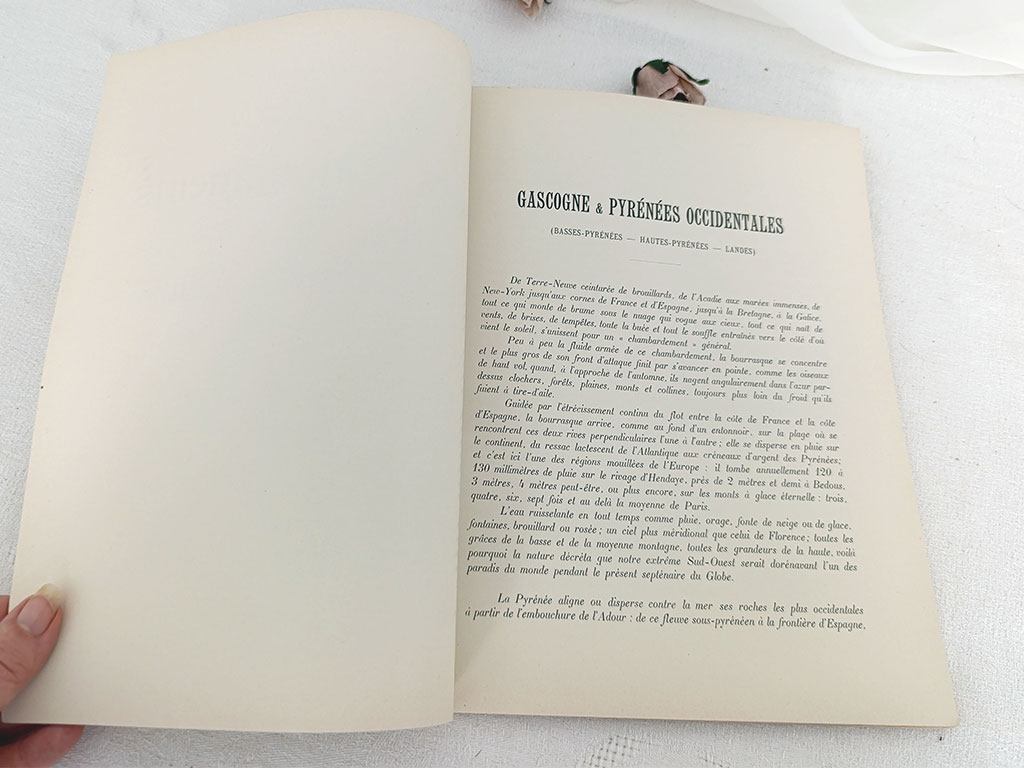 GASCOGNE & PYRÉNÉES OCCIDENTALES
(BASSES-PYRÉNÉES — HAUTES-PYRÉNÉES — LANDES)
De Terre-Neuve ceinturée de brouillards, de l'Acadie aux marées immenses, de
New-York jusqu'aux cornes de France et d'Espagne, jusqu'à la Bretagne, à la Galice,
tout ce qui monte de brume sous le nuage qui vogue aux cieux, tout ce qui naît de
vents, de brises, de tempêtes, toute la buée et tout le souffle entraînés vers le côté d'où
vient le soleil, s'unissent pour un « chambardement » général.
Peu à peu la fluide armée de ce chambardement, la bourrasque se concentre
et le plus gros de son front d'attaque finit par s'avancer en pointe, comme les oiseaux
de haut vol, quand, à l'approche de l'automne, ils nagent angulairement dans l'azur par-
dessus clochers, forêts, plaines, monts et collines, toujours plus loin du froid qu'ils
fuient à tire-d'aile.
Guidée par l'étrécissement continu du flot entre la côte de France et la côte
d'Espagne, la bourrasque arrive, comme au fond d'un entonnoir, sur la plage où se
rencontrent ces deux rives perpendiculaires l'une à l'autre; elle se disperse en pluie sur
le continent, du ressac lactescent de l'Atlantique aux créneaux d'argent des Pyrénées;
et c'est ici l'une des régions mouillées de l'Europe : il tombe annuellement 120 à
130 millimètres de pluie sur le rivage d'Hendaye, près de 2 mètres et demi à Bedous,
3 mètres, 4 mètres peut-être, ou plus encore, sur les monts à glace éternelle : trois,
quatre, six, sept fois et au delà la moyenne de Paris.
L'eau ruisselante en tout temps comme pluie, orage, fonte de neige ou de glace,
fontaines, brouillard ou rosée; un ciel plus méridional que celui de Florence; toutes les
grâces de la basse et de la moyenne montagne, toutes les grandeurs de la haute, voilà
pourquoi la nature décréta que notre extrême Sud-Ouest serait dorénavant l'un des
paradis du monde pendant le présent septénaire du Globe.
La Pyrénée aligne ou disperse contre la mer ses roches les plus occidentales
à partir de l'embouchure de l'Adour : de ce fleuve sous-pyrénéen à la frontière d'Espagne,